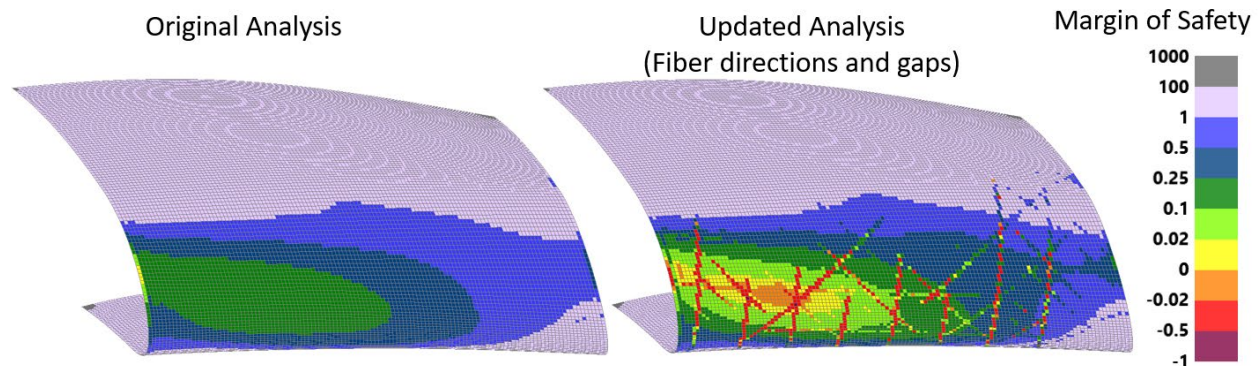 Original Analysis
Updated Analysis
(Fiber directions and gaps)
Margin of Safety
1000
100
1
0.5
0.25
0.1
0.02
0
-0.02
-0.5
-1